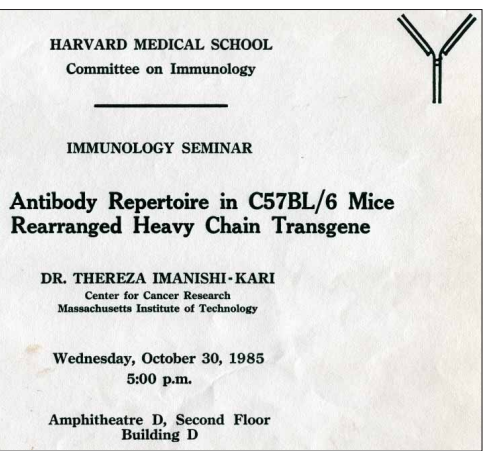 HARVARD MEDICAL SCHOOL
Committee on Immunology
IMMUNOLOGY SEMINAR
Antibody Repertoire in C57BL/6 Mice
Rearranged Heavy Chain Transgene
DR. THEREZA IMANISHI-KARI
Center for Cancer Research
Massachusetts Institute of Technology
Wednesday, October 30, 1985
5:00 p.m.
Amphitheatre D, Second Floor
Building D